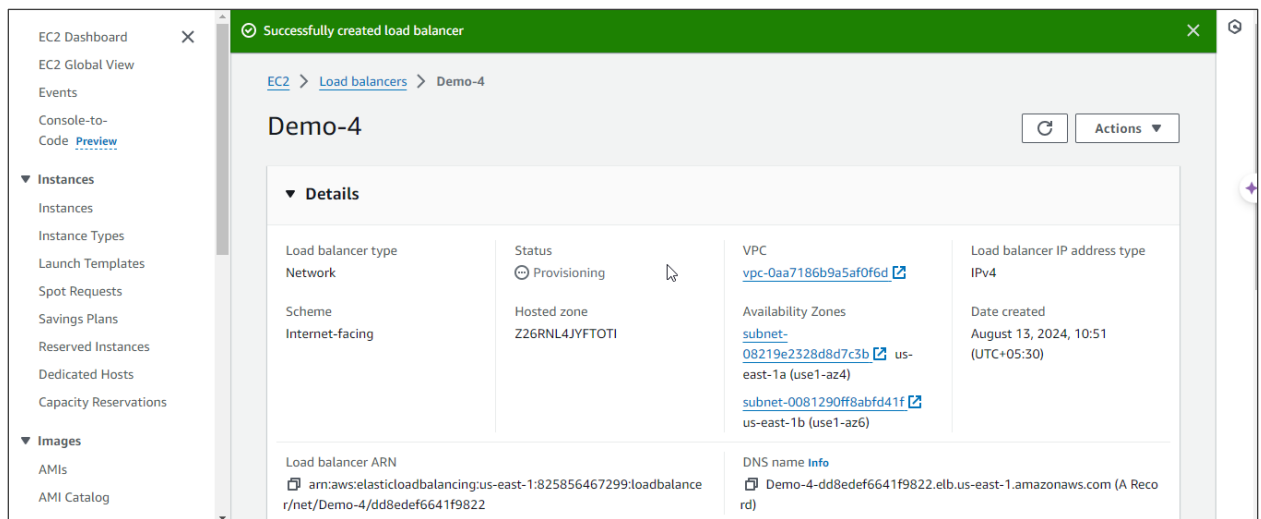 EC2 Dashboard
EC2 Global View
Events
Console-to-
Code Preview
Instances
Instances
Instance Types
Launch Templates
Spot Requests
Savings Plans
Reserved Instances
Dedicated Hosts
Capacity Reservations
Images
AMIs
AMI Catalog
Successfully created load balancer
EC2 > Load balancers > Demo-4
Demo-4
Actions
Details
Load balancer type
Network
Status
Provisioning
VPC
vpc-0aa7186b9a5af0f6d
Load balancer IP address type
IPv4
Scheme
Internet-facing
Hosted zone
Z26RNL4JYFTOTI
Availability Zones
subnet-
08219e2328d8d7c3b us-
east-1a (use1-az4)
subnet-0081290ff8abfd41f
us-east-1b (use1-az6)
Date created
August 13, 2024, 10:51
(UTC+05:30)
Load balancer ARN
arn:aws:elasticloadbalancing:us-east-1:825856467299:loadbalance
r/net/Demo-4/dd8edef6641f9822
DNS name Info
Demo-4-dd8edef6641f9822.elb.us-east-1.amazonaws.com (A Reco
rd)